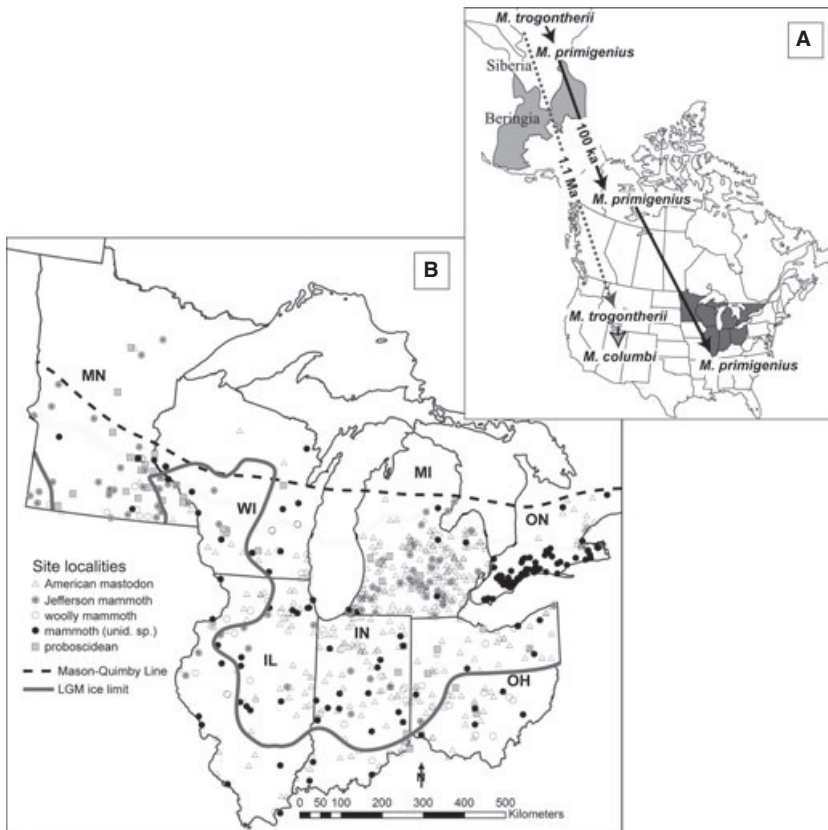 A
M. trogontherii
M. primigenius
Siberia
Beringia
100 ka
1.1 Ma
M. primigenius
M. trogontherii
M. columbi
M. primigenius
B
MN
WI
MI
ON
IL
IN
OH
Site localities
American mastodon
Jefferson mammoth
woolly mammoth
mammoth (unid. sp.)
proboscidean
Mason-Quimby Line
LGM ice limit
N
0 50 100 200 300 400 500
Kilometers